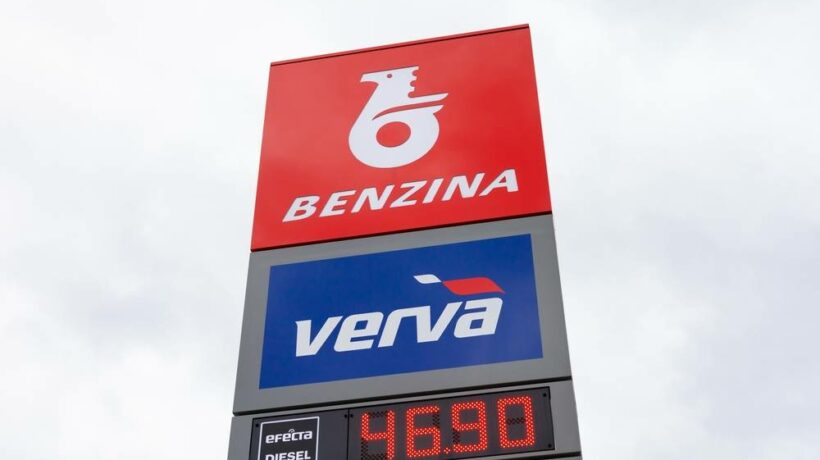 BENZINA
verva
efecta
DIESEL
46.90